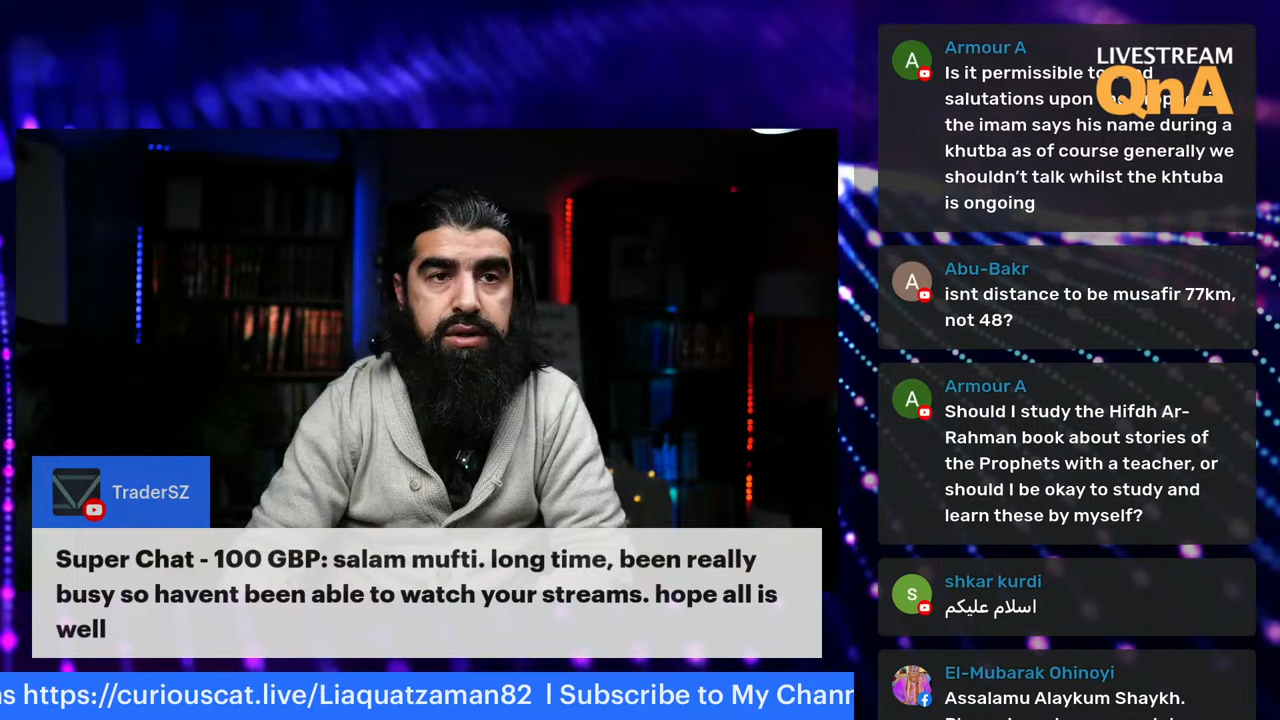 TraderSZ
Super Chat - 100 GBP: salam mufti. long time, been really
busy so havent been able to watch your streams. hope all is
well
https://curiouscat.live/Liaquatzaman82 | Subscribe to My
LIVESTREAM
QnA
Armour A
Is it permissible
salutations upon
the imam says his name during a
khutba as of course generally we
shouldn’t talk whilst the khtuba
is ongoing
Abu-Bakr
isnt distance to be musafir 77km,
not 48?
Armour A
Should I study the Hifdh Ar-
Rahman book about stories of
the Prophets with a teacher, or
should I be okay to study and
learn these by myself?
shkar kurdi
اسلام عليكم
El-Mubarak Ohinoyi
Assalamu Alaykum Shaykh.